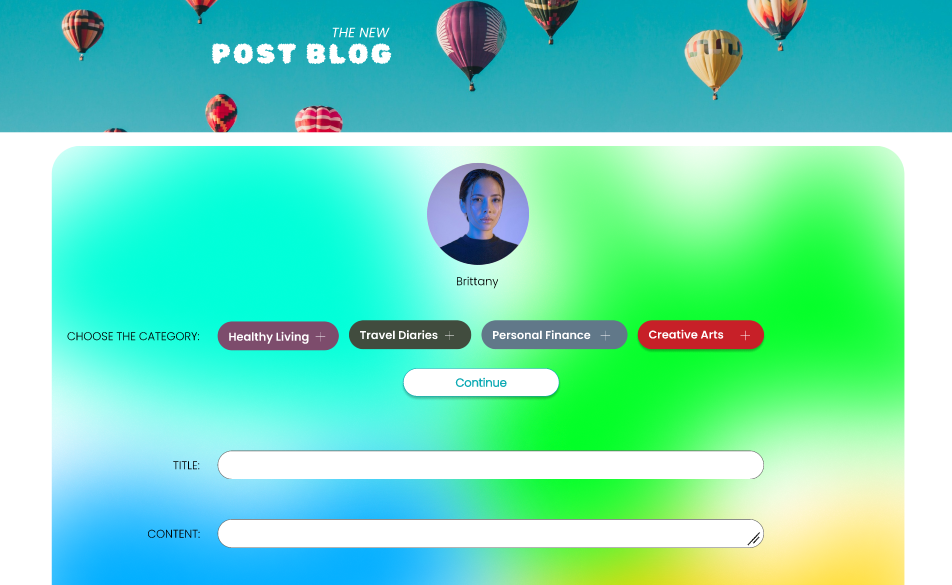 THE NEW
POST BLOG
Brittany
CHOOSE THE CATEGORY: Healthy Living + Travel Diaries + Personal Finance + Creative Arts +
Continue
TITLE:
CONTENT: